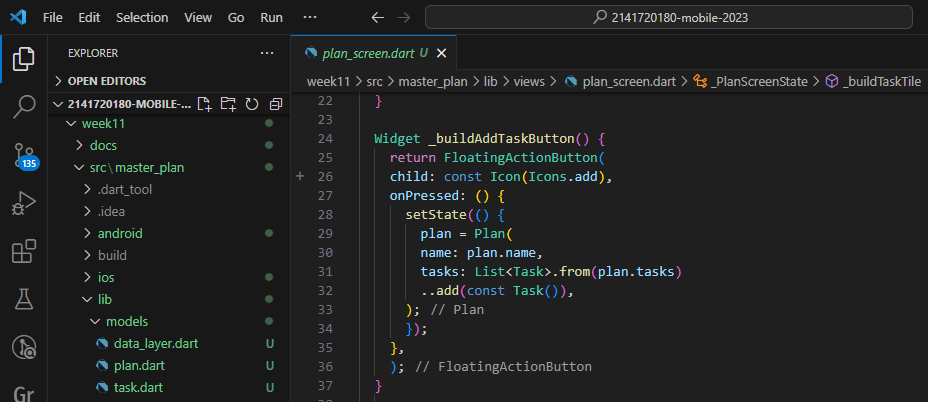 File Edit Selection View Go Run ··· 2141720180-mobile-2023
EXPLORER ···
plan_screen.dart U
OPEN EDITORS
week11 > src > master_plan > lib > views > plan_screen.dart > _PlanScreenState > _buildTaskTile
2141720180-MOBILE-...
week11
docs
src\master_plan
.dart_tool
.idea
android
build
ios
lib
models
data_layer.dart U
plan.dart U
task.dart U
135
Gr
22 }
23
24 Widget _buildAddTaskButton() {
25 return FloatingActionButton(
26 child: const Icon(Icons.add),
27 onPressed: () {
28 setState(() {
29 plan = Plan(
30 name: plan.name,
31 tasks: List<Task>.from(plan.tasks)
32 ..add(const Task()),
33 ); // Plan
34 });
35 },
36 ); // FloatingActionButton
37 }